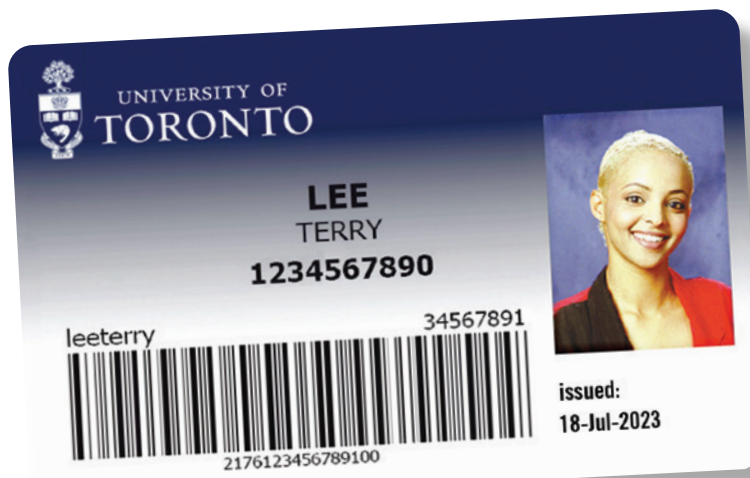 UNIVERSITY OF
TORONTO
LEE
TERRY
1234567890
leeterry
34567891
2176123456789100
issued:
18-Jul-2023